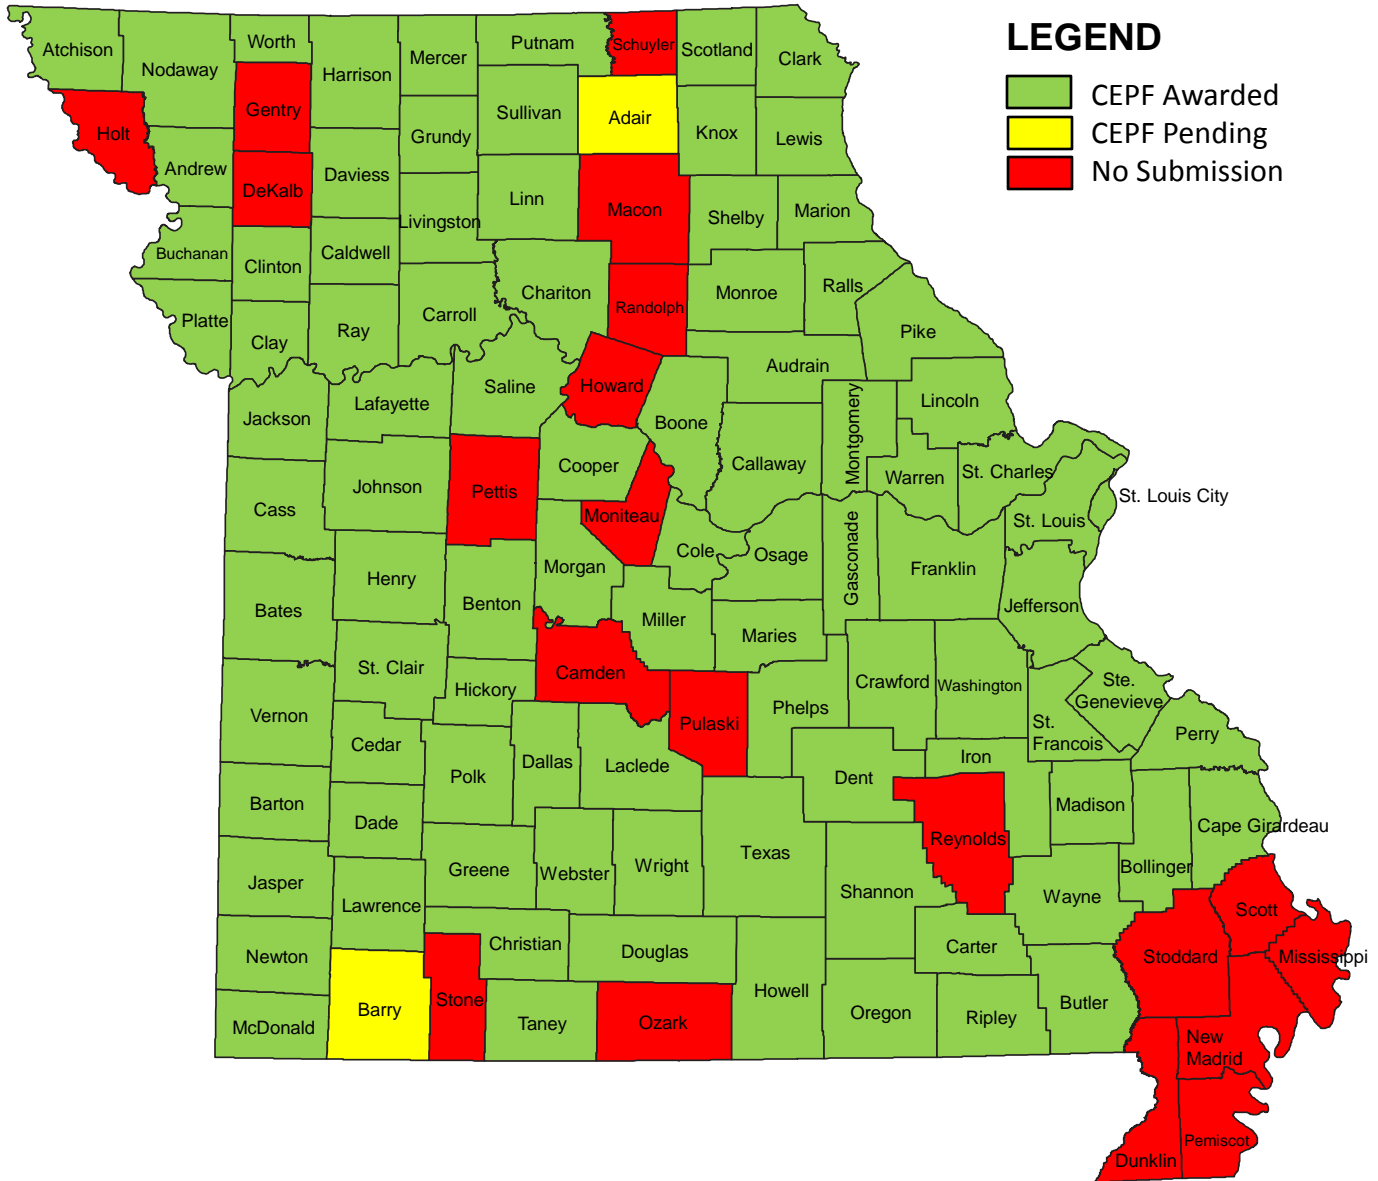 LEGEND
CEPF Awarded
CEPF Pending
No Submission
Atchison
Nodaway
Worth
Harrison
Mercer
Putnam
Schuyler
Scotland
Clark
Holt
Gentry
Grundy
Sullivan
Adair
Knox
Lewis
Andrew
DeKalb
Daviess
Livingston
Linn
Macon
Shelby
Marion
Buchanan
Clinton
Caldwell
Chariton
Randolph
Monroe
Ralls
Pike
Platte
Clay
Ray
Carroll
Saline
Howard
Audrain
Jackson
Lafayette
Boone
Callaway
Montgomery
Lincoln
Warren
St. Charles
St. Louis City
St. Louis
Cass
Johnson
Pettis
Cooper
Moniteau
Cole
Osage
Gasconade
Franklin
Jefferson
Bates
Henry
Benton
Morgan
Miller
Maries
Camden
Pulaski
Phelps
Crawford
Washington
Ste.
Genevieve
St.
Francois
Perry
Vernon
St. Clair
Hickory
Cedar
Polk
Dallas
Laclede
Dent
Iron
Madison
Cape Girardeau
Barton
Dade
Greene
Webster
Wright
Texas
Reynolds
Bollinger
Jasper
Lawrence
Shannon
Wayne
Scott
Newton
Christian
Douglas
Carter
Stoddard
Mississippi
McDonald
Barry
Stone
Taney
Ozark
Howell
Oregon
Ripley
Butler
New
Madrid
Dunklin
Pemiscot